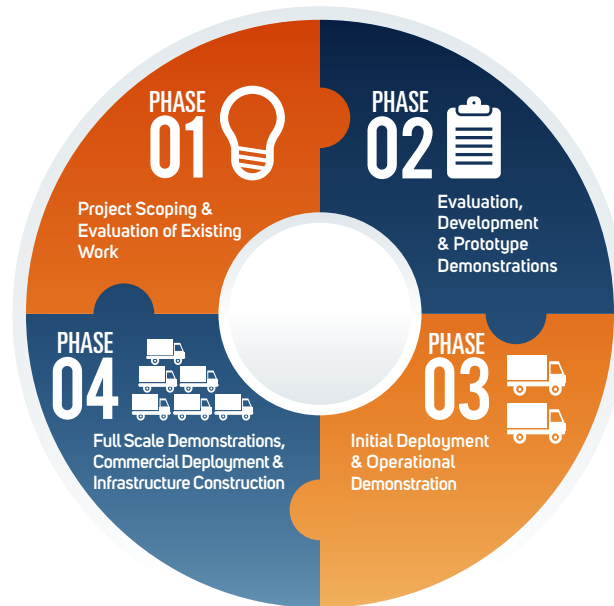 PHASE
01
Project Scoping &
Evaluation of Existing
Work
PHASE
02
Evaluation,
Development
& Prototype
Demonstrations
PHASE
03
Initial Deployment
& Operational
Demonstration
PHASE
04
Full Scale Demonstrations,
Commercial Deployment &
Infrastructure Construction